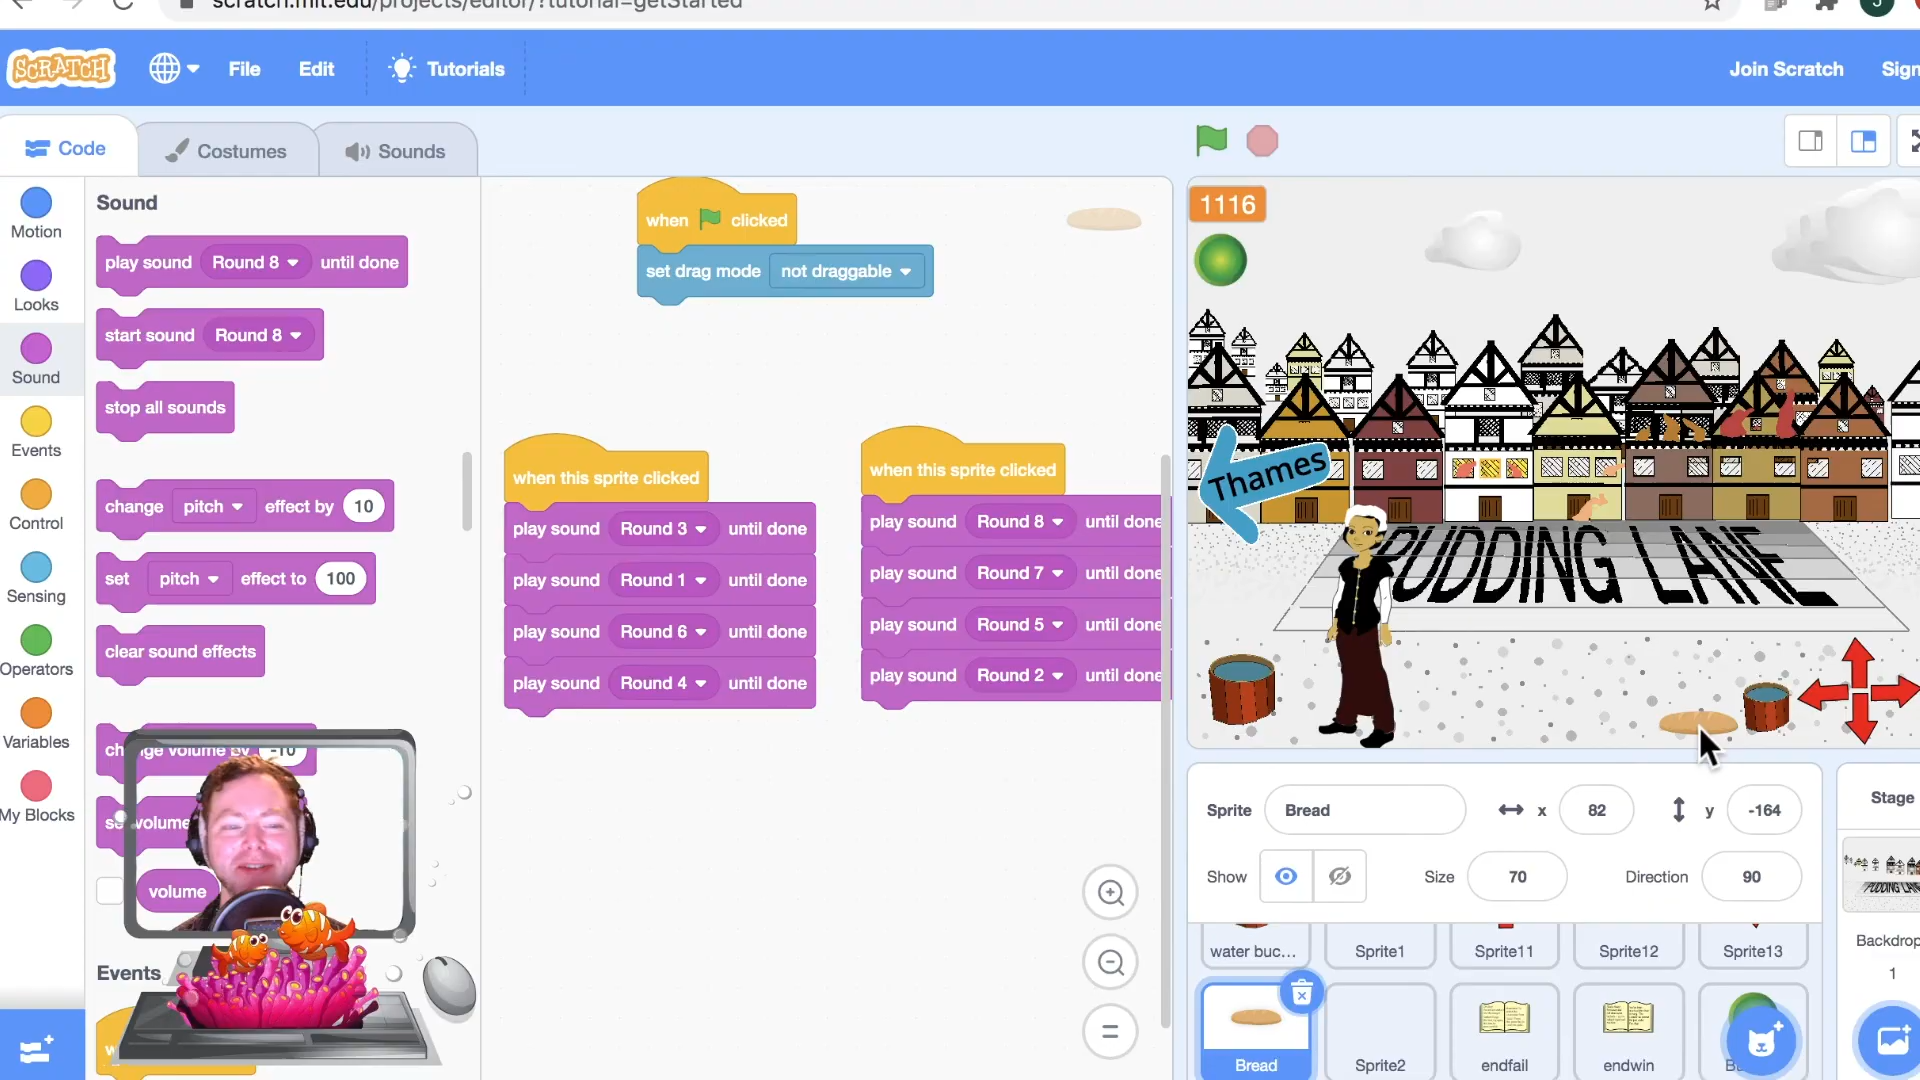 scratch.mit.edu/projects/editor/?tutorial=getStarted
SCRATCH
File
Edit
Tutorials
Join Scratch
Sign
Code
Costumes
Sounds
Motion
Looks
Sound
Events
Control
Sensing
Operators
Variables
My Blocks
Sound
play sound Round 8 until done
start sound Round 8
stop all sounds
change pitch effect by 10
set pitch effect to 100
clear sound effects
change volume by -10
set volume
volume
Events
when clicked
set drag mode not draggable
when this sprite clicked
play sound Round 3 until done
play sound Round 1 until done
play sound Round 6 until done
play sound Round 4 until done
when this sprite clicked
play sound Round 8 until done
play sound Round 7 until done
play sound Round 5 until done
play sound Round 2 until done
1116
Thames
PUDDING LANE
Sprite Bread x 82 y -164
Show Size 70 Direction 90
water buc... Sprite1 Sprite11 Sprite12 Sprite13
Bread Sprite2 endfail endwin
Stage
Backdrop
1